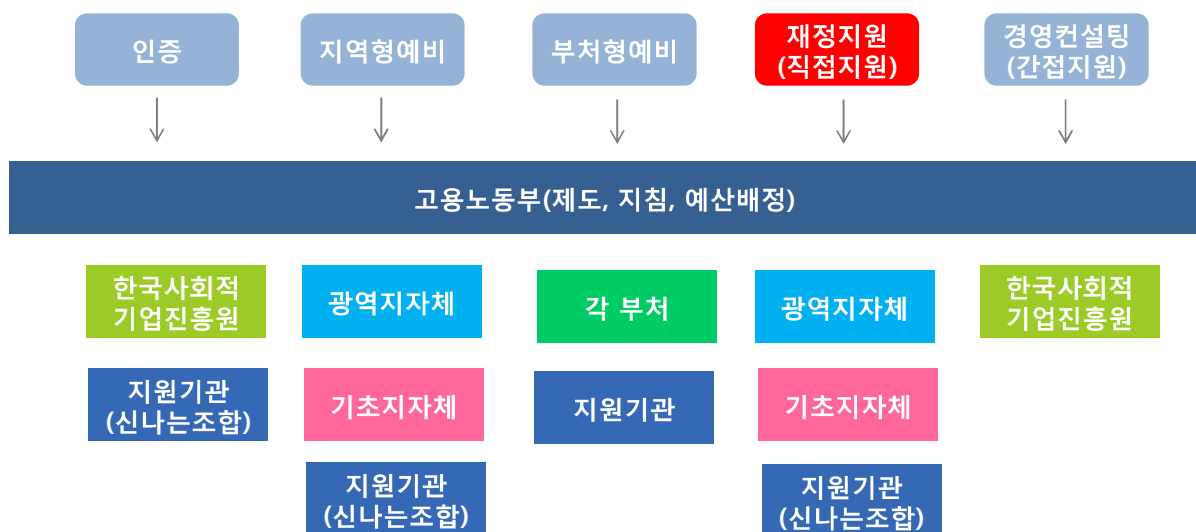 인증
지역형예비
부처형예비
재정지원
(직접지원)
경영컨설팅
(간접지원)
고용노동부(제도, 지침, 예산배정)
한국사회적
기업진흥원
광역지자체
각 부처
광역지자체
한국사회적
기업진흥원
지원기관
(신나는조합)
기초지자체
지원기관
기초지자체
지원기관
(신나는조합)
지원기관
(신나는조합)